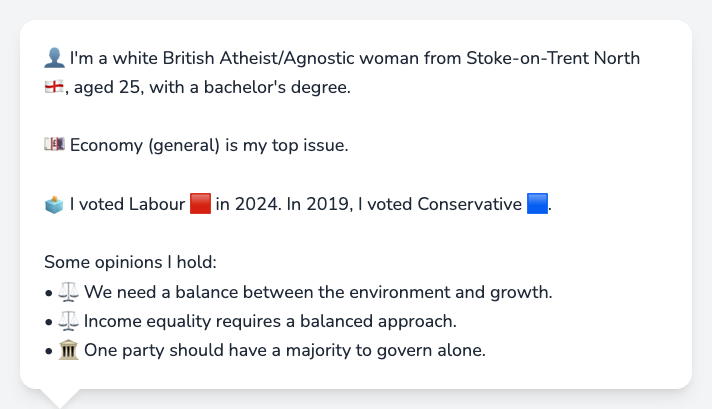 👤 I'm a white British Atheist/Agnostic woman from Stoke-on-Trent North
🏴󠁧󠁢󠁥󠁮󠁧󠁿, aged 25, with a bachelor's degree.
💷 Economy (general) is my top issue.
🗳️ I voted Labour 🟥 in 2024. In 2019, I voted Conservative 🟦.
Some opinions I hold:
• ⚖️ We need a balance between the environment and growth.
• ⚖️ Income equality requires a balanced approach.
• 🏛️ One party should have a majority to govern alone.